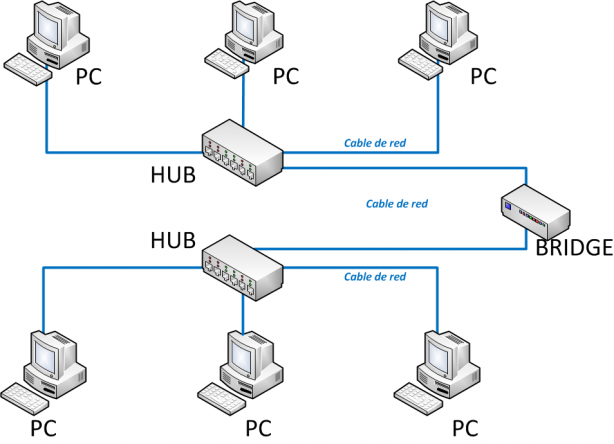 PC
PC
PC
Cable de red
HUB
Cable de red
HUB
BRIDGE
Cable de red
PC
PC
PC